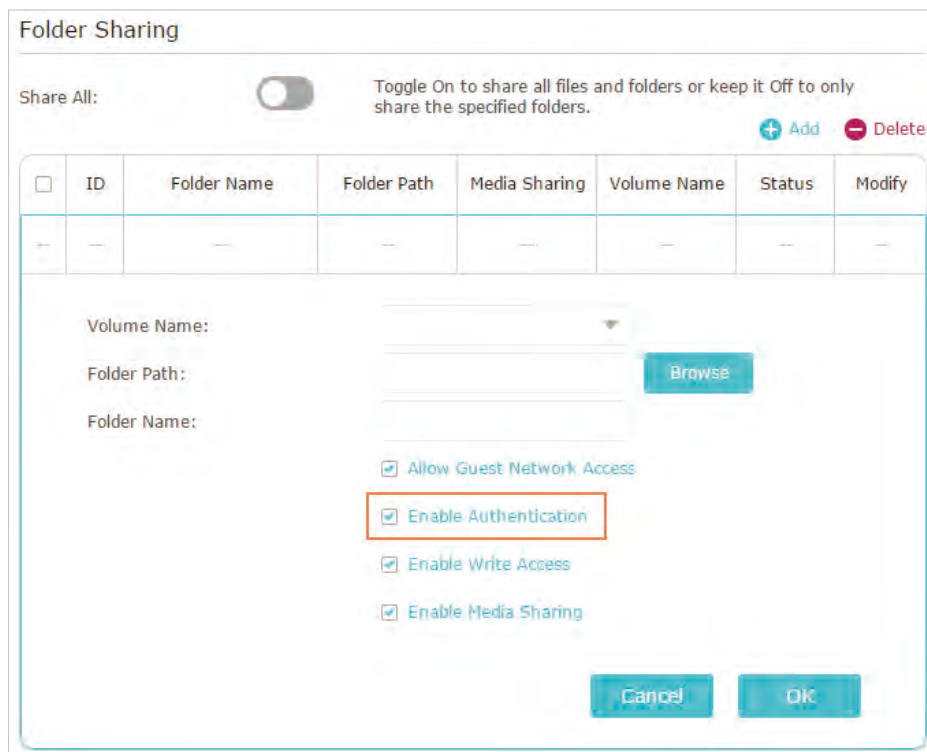 Folder Sharing
Share All:
Toggle On to share all files and folders or keep it Off to only
share the specified folders.
Add Delete
ID Folder Name Folder Path Media Sharing Volume Name Status Modify
-- -- -- -- -- -- -- --
Volume Name:
Folder Path: Browse
Folder Name:
Allow Guest Network Access
Enable Authentication
Enable Write Access
Enable Media Sharing
Cancel OK